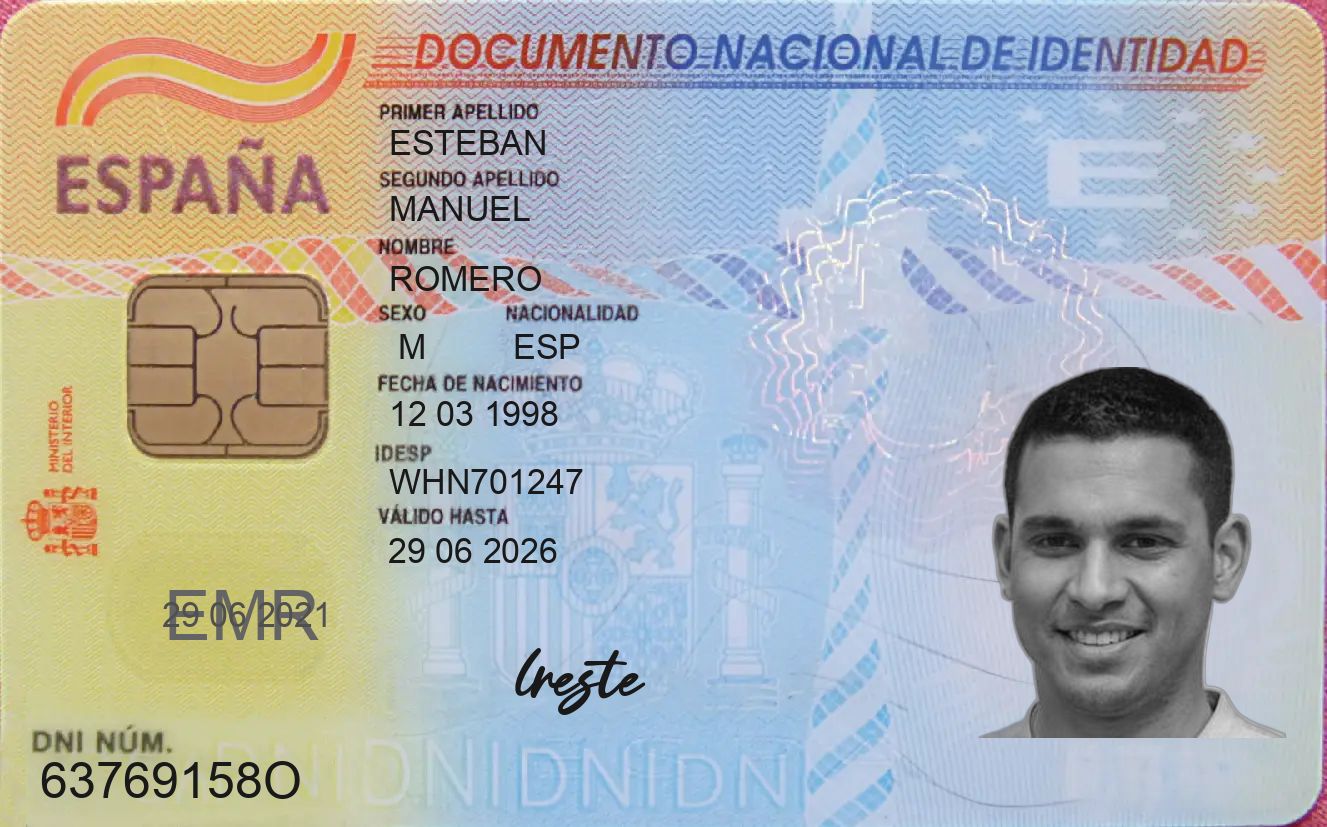 DOCUMENTO NACIONAL DE IDENTIDAD
ESPAÑA
PRIMER APELLIDO
ESTEBAN
SEGUNDO APELLIDO
MANUEL
NOMBRE
ROMERO
SEXO NACIONALIDAD
M ESP
FECHA DE NACIMIENTO
12 03 1998
IDESP
WHN701247
VÁLIDO HASTA
29 06 2026
MINISTERIO
DEL INTERIOR
E
EMR
29 06 2021
DNI NÚM.
63769158O
DNIDNIDNIDNI